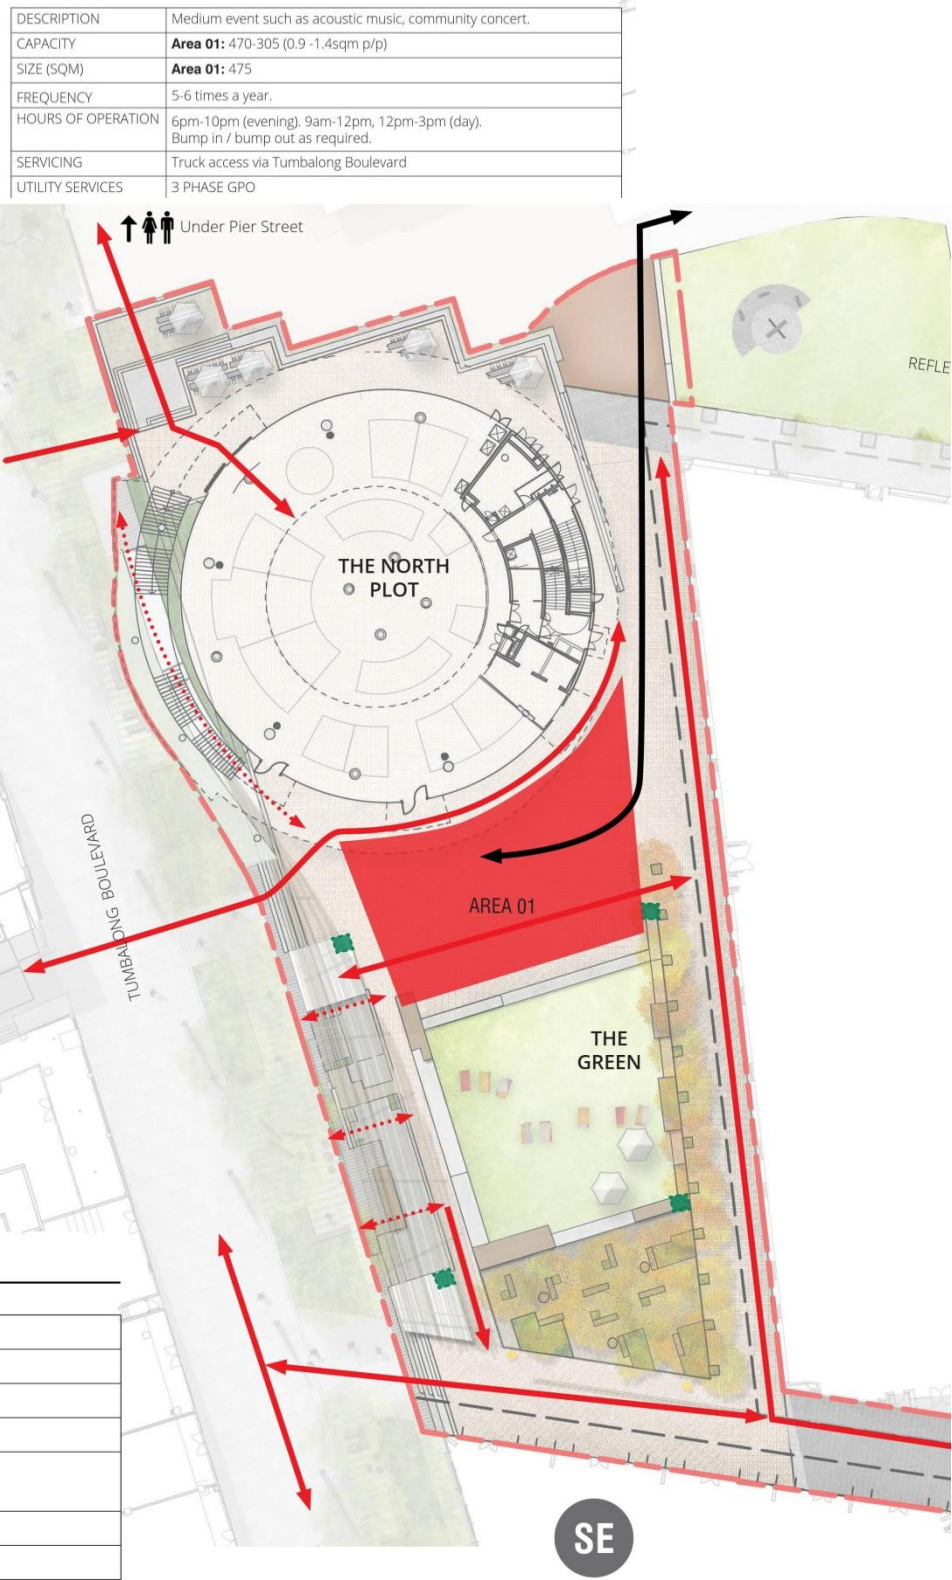 DESCRIPTION Medium event such as acoustic music, community concert.
CAPACITY Area 01: 470-305 (0.9 -1.4sqm p/p)
SIZE (SQM) Area 01: 475
FREQUENCY 5-6 times a year.
HOURS OF OPERATION 6pm-10pm (evening). 9am-12pm, 12pm-3pm (day).
Bump in / bump out as required.
SERVICING Truck access via Tumbalong Boulevard
UTILITY SERVICES 3 PHASE GPO
Under Pier Street
REFLE
THE NORTH
PLOT
TUMBALONG BOULEVARD
AREA 01
THE
GREEN
SE